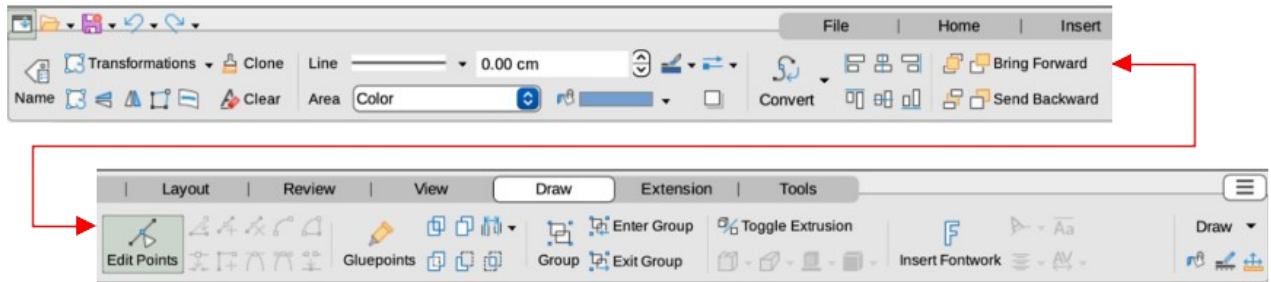 File | Home | Insert
Transformations Clone Line 0.00 cm Bring Forward
Name Clear Area Color Convert Send Backward
| Layout | Review | View Draw Extension | Tools
Enter Group Toggle Extrusion Draw
Edit Points Gluepoints Group Exit Group Insert Fontwork